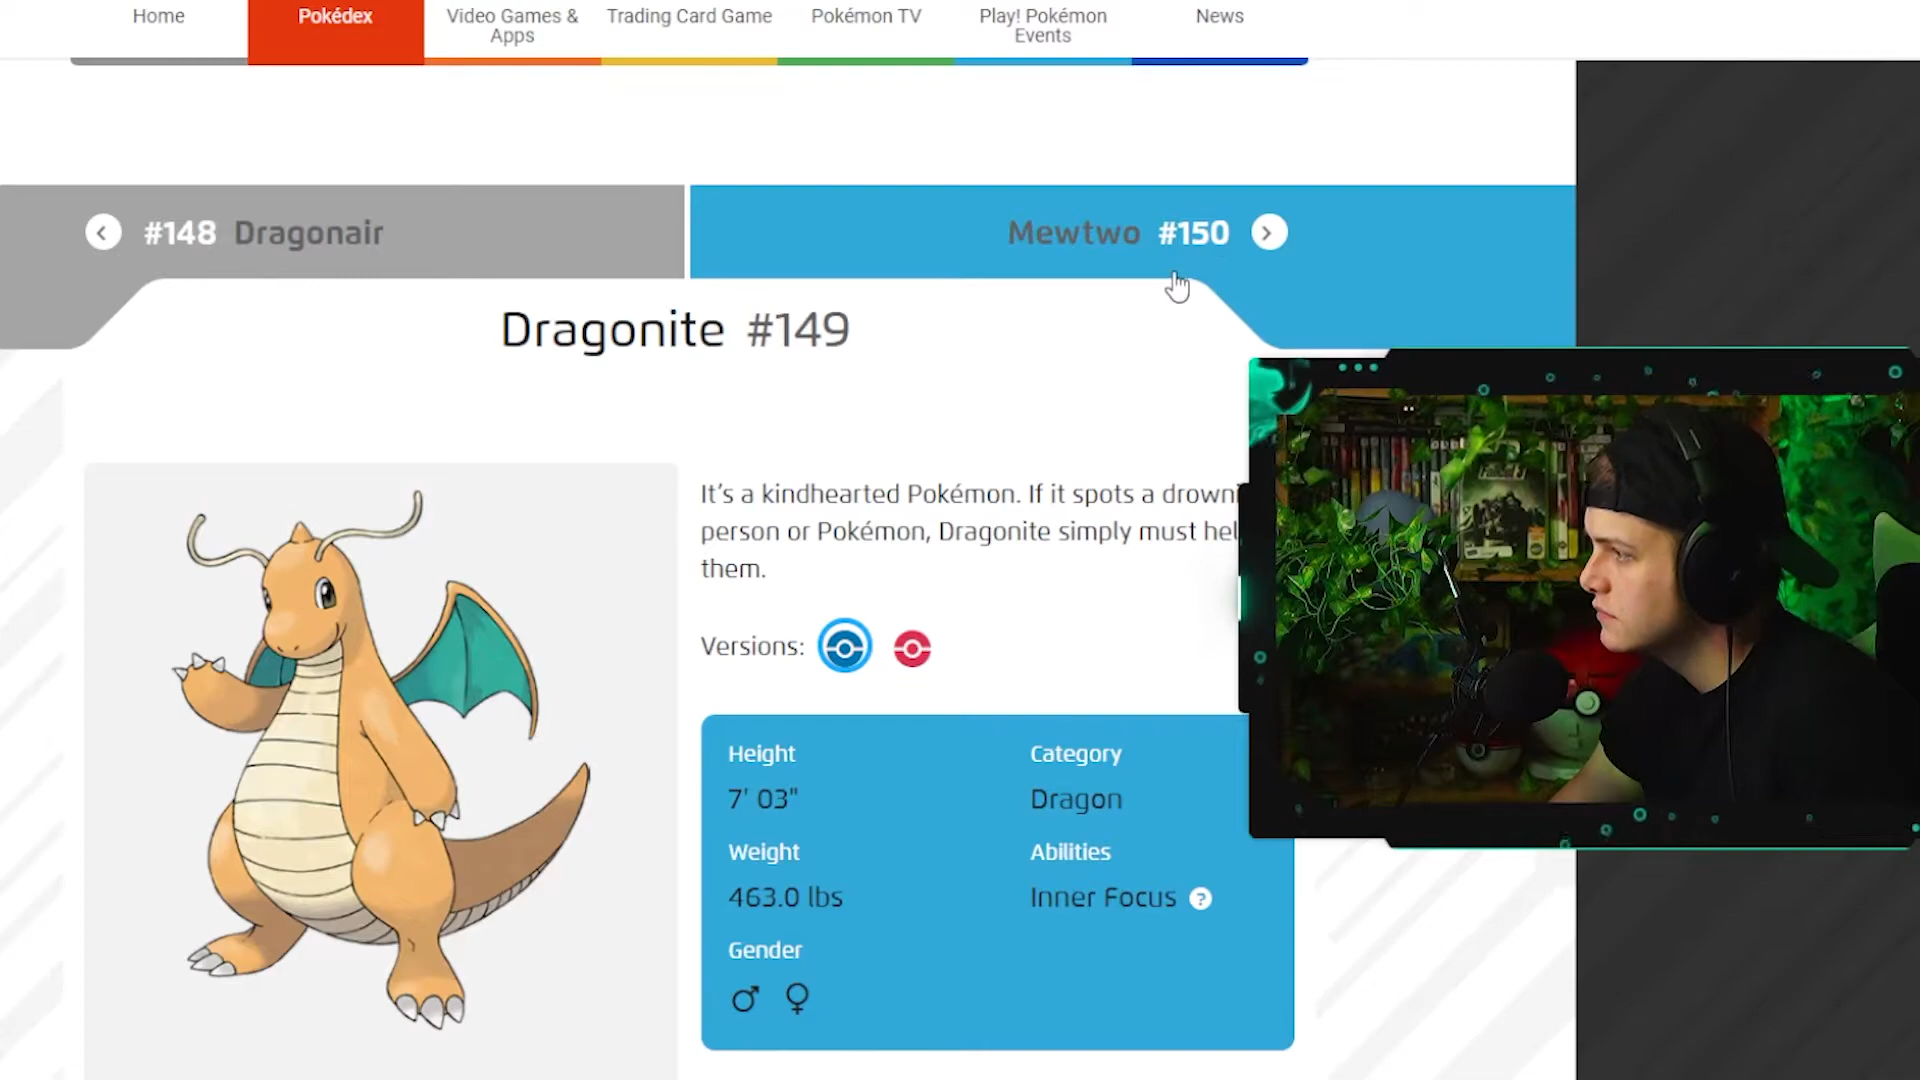 Home
Pokédex
Video Games &
Apps
Trading Card Game
Pokémon TV
Play! Pokémon
Events
News
#148 Dragonair
Mewtwo #150
Dragonite #149
It's a kindhearted Pokémon. If it spots a
person or Pokémon, Dragonite simply must
them.
Versions:
Height
7' 03"
Category
Dragon
Weight
463.0 lbs
Abilities
Inner Focus ?
Gender